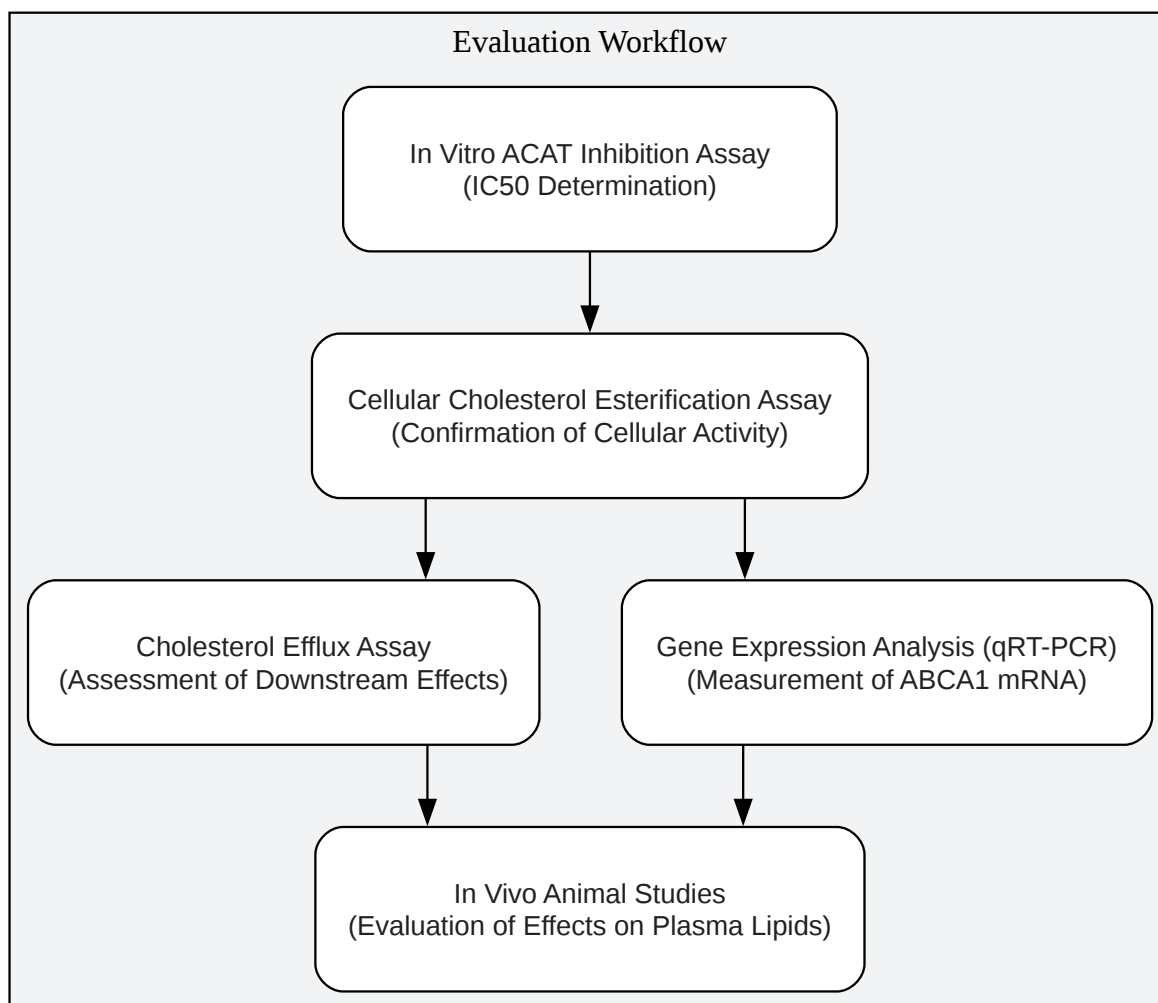 Evaluation Workflow
In Vitro ACAT Inhibition Assay
(IC50 Determination)
Cellular Cholesterol Esterification Assay
(Confirmation of Cellular Activity)
Cholesterol Efflux Assay
(Assessment of Downstream Effects)
Gene Expression Analysis (qRT-PCR)
(Measurement of ABCA1 mRNA)
In Vivo Animal Studies
(Evaluation of Effects on Plasma Lipids)